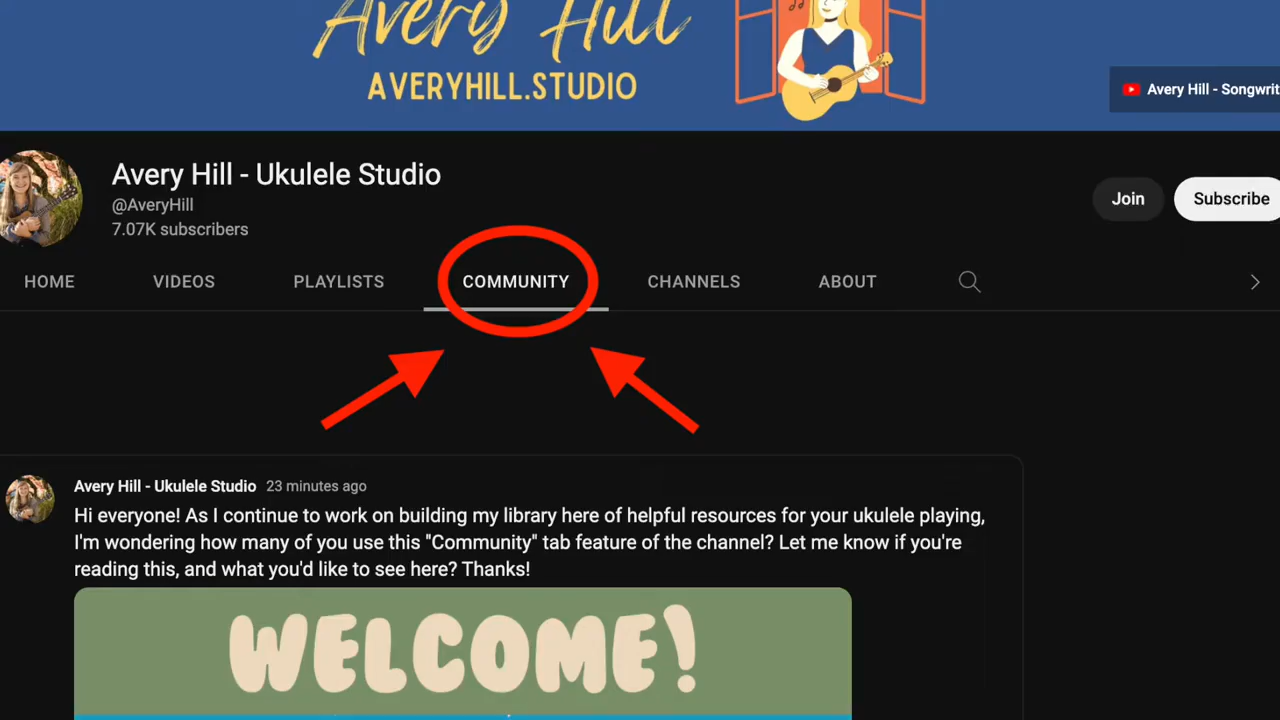 Avery Hill
AVERYHILL.STUDIO
Avery Hill - Songwrit
Avery Hill - Ukulele Studio
@AveryHill
7.07K subscribers
Join
Subscribe
HOME
VIDEOS
PLAYLISTS
COMMUNITY
CHANNELS
ABOUT
Avery Hill - Ukulele Studio 23 minutes ago
Hi everyone! As I continue to work on building my library here of helpful resources for your ukulele playing,
I'm wondering how many of you use this "Community" tab feature of the channel? Let me know if you're
reading this, and what you'd like to see here? Thanks!
WELCOME!